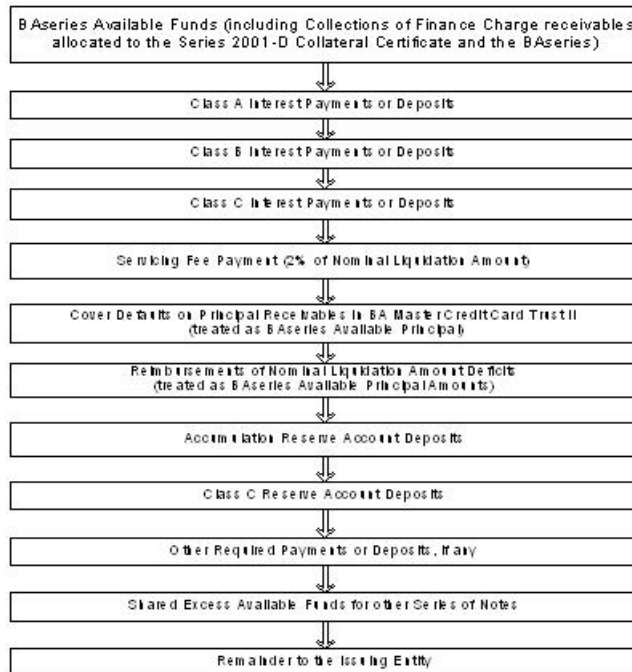 BAseries Available Funds (including Collections of Finance Charge receivables
allocated to the Series 2001-D Collateral Certificate and the BAseries)
Class A Interest Payments or Deposits
Class B Interest Payments or Deposits
Class C Interest Payments or Deposits
Servicing Fee Payment (2% of Nominal Liquidation Amount)
Cover Defaults on Principal Receivables in BA Master Credit Card Trust II
(treated as BAseries Available Principal)
Reimbursements of Nominal Liquidation Amount Deficits
(treated as BAseries Available Principal Amounts)
Accumulation Reserve Account Deposits
Class C Reserve Account Deposits
Other Required Payments or Deposits, if any
Shared Excess Available Funds for other Series of Notes
Remainder to the Issuing Entity